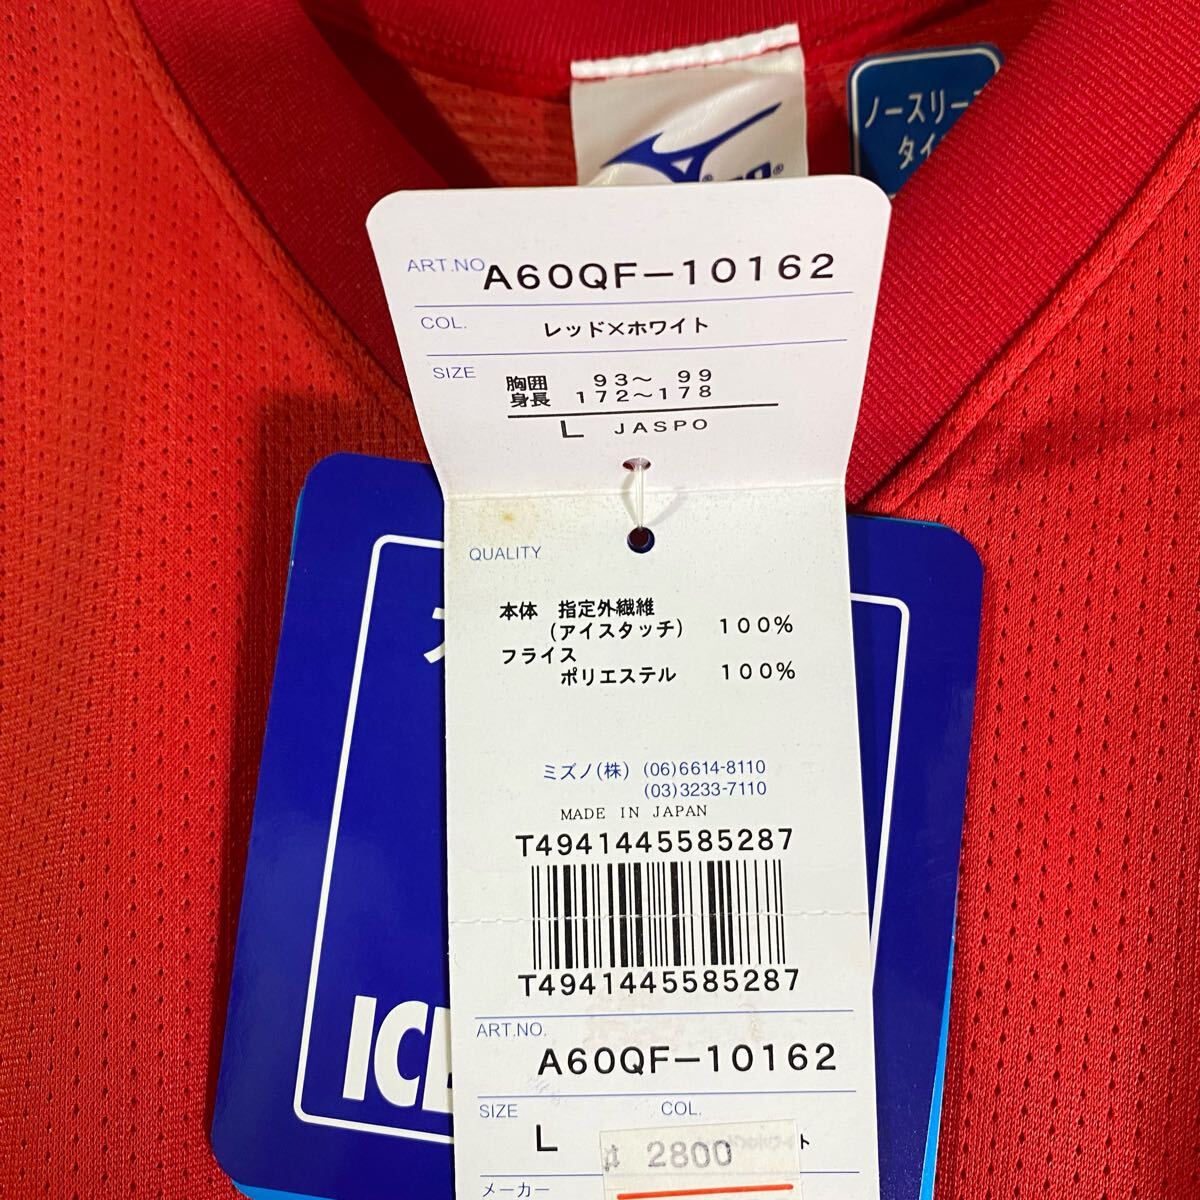 ノースリー
タイ
ART.NO. A60QF-10162
COL. レッド×ホワイト
SIZE 胸囲 93〜 99
身長 172〜178
L JASPO
QUALITY
本体 指定外繊維
(アイスタッチ) 100%
フライス
ポリエステル 100%
ミズノ(株) (06)6614-8110
(03)3233-7110
MADE IN JAPAN
T4941445585287
T4941445585287
ICE
ART.NO.
A60QF-10162
SIZE COL.
L ト
2800
メーカー